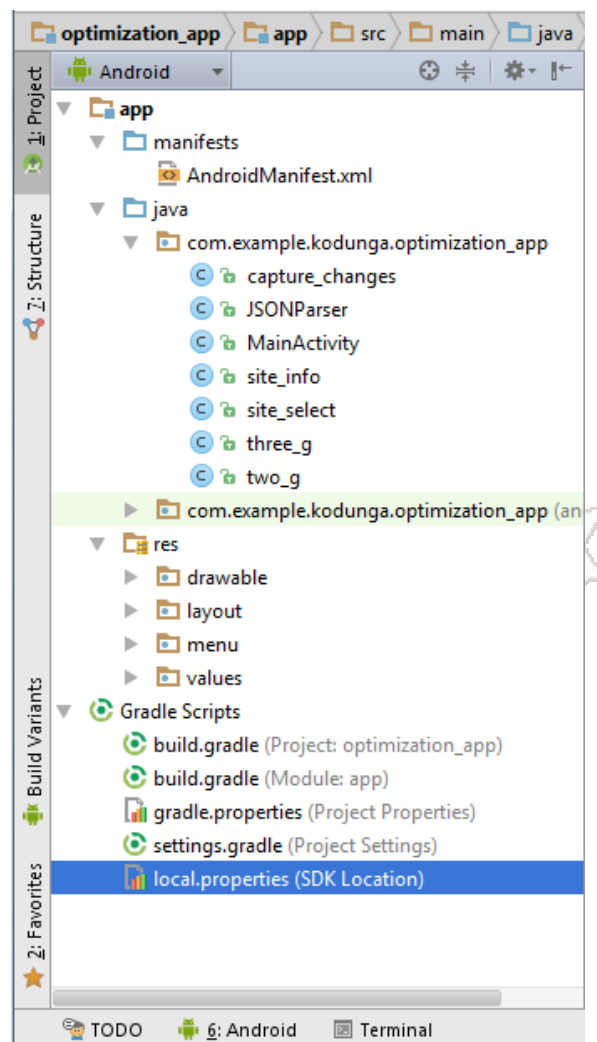 optimization_app app src main java
Android
1: Project
app
manifests
AndroidManifest.xml
java
7: Structure
com.example.kodunga.optimization_app
capture_changes
JSONParser
MainActivity
site_info
site_select
three_g
two_g
com.example.kodunga.optimization_app (an
res
drawable
layout
menu
values
Build Variants
Gradle Scripts
build.gradle (Project: optimization_app)
build.gradle (Module: app)
gradle.properties (Project Properties)
settings.gradle (Project Settings)
local.properties (SDK Location)
2: Favorites
TODO 6: Android Terminal